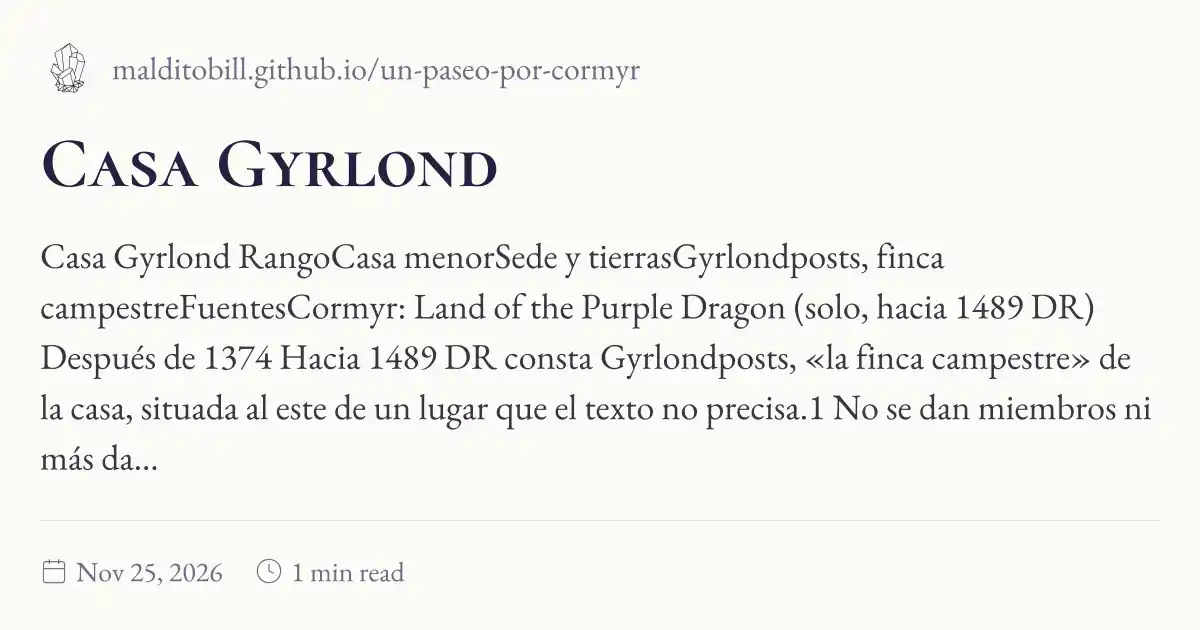 malditobill.github.io/un-paseo-por-cormyr
Casa Gyrlond
Casa Gyrlond RangoCasa menorSede y tierrasGyrlondposts, finca
campestreFuentesCormyr: Land of the Purple Dragon (solo, hacia 1489 DR)
Después de 1374 Hacia 1489 DR consta Gyrlondposts, «la finca campestre» de
la casa, situada al este de un lugar que el texto no precisa.1 No se dan miembros ni
más da...
Nov 25, 2026
1 min read